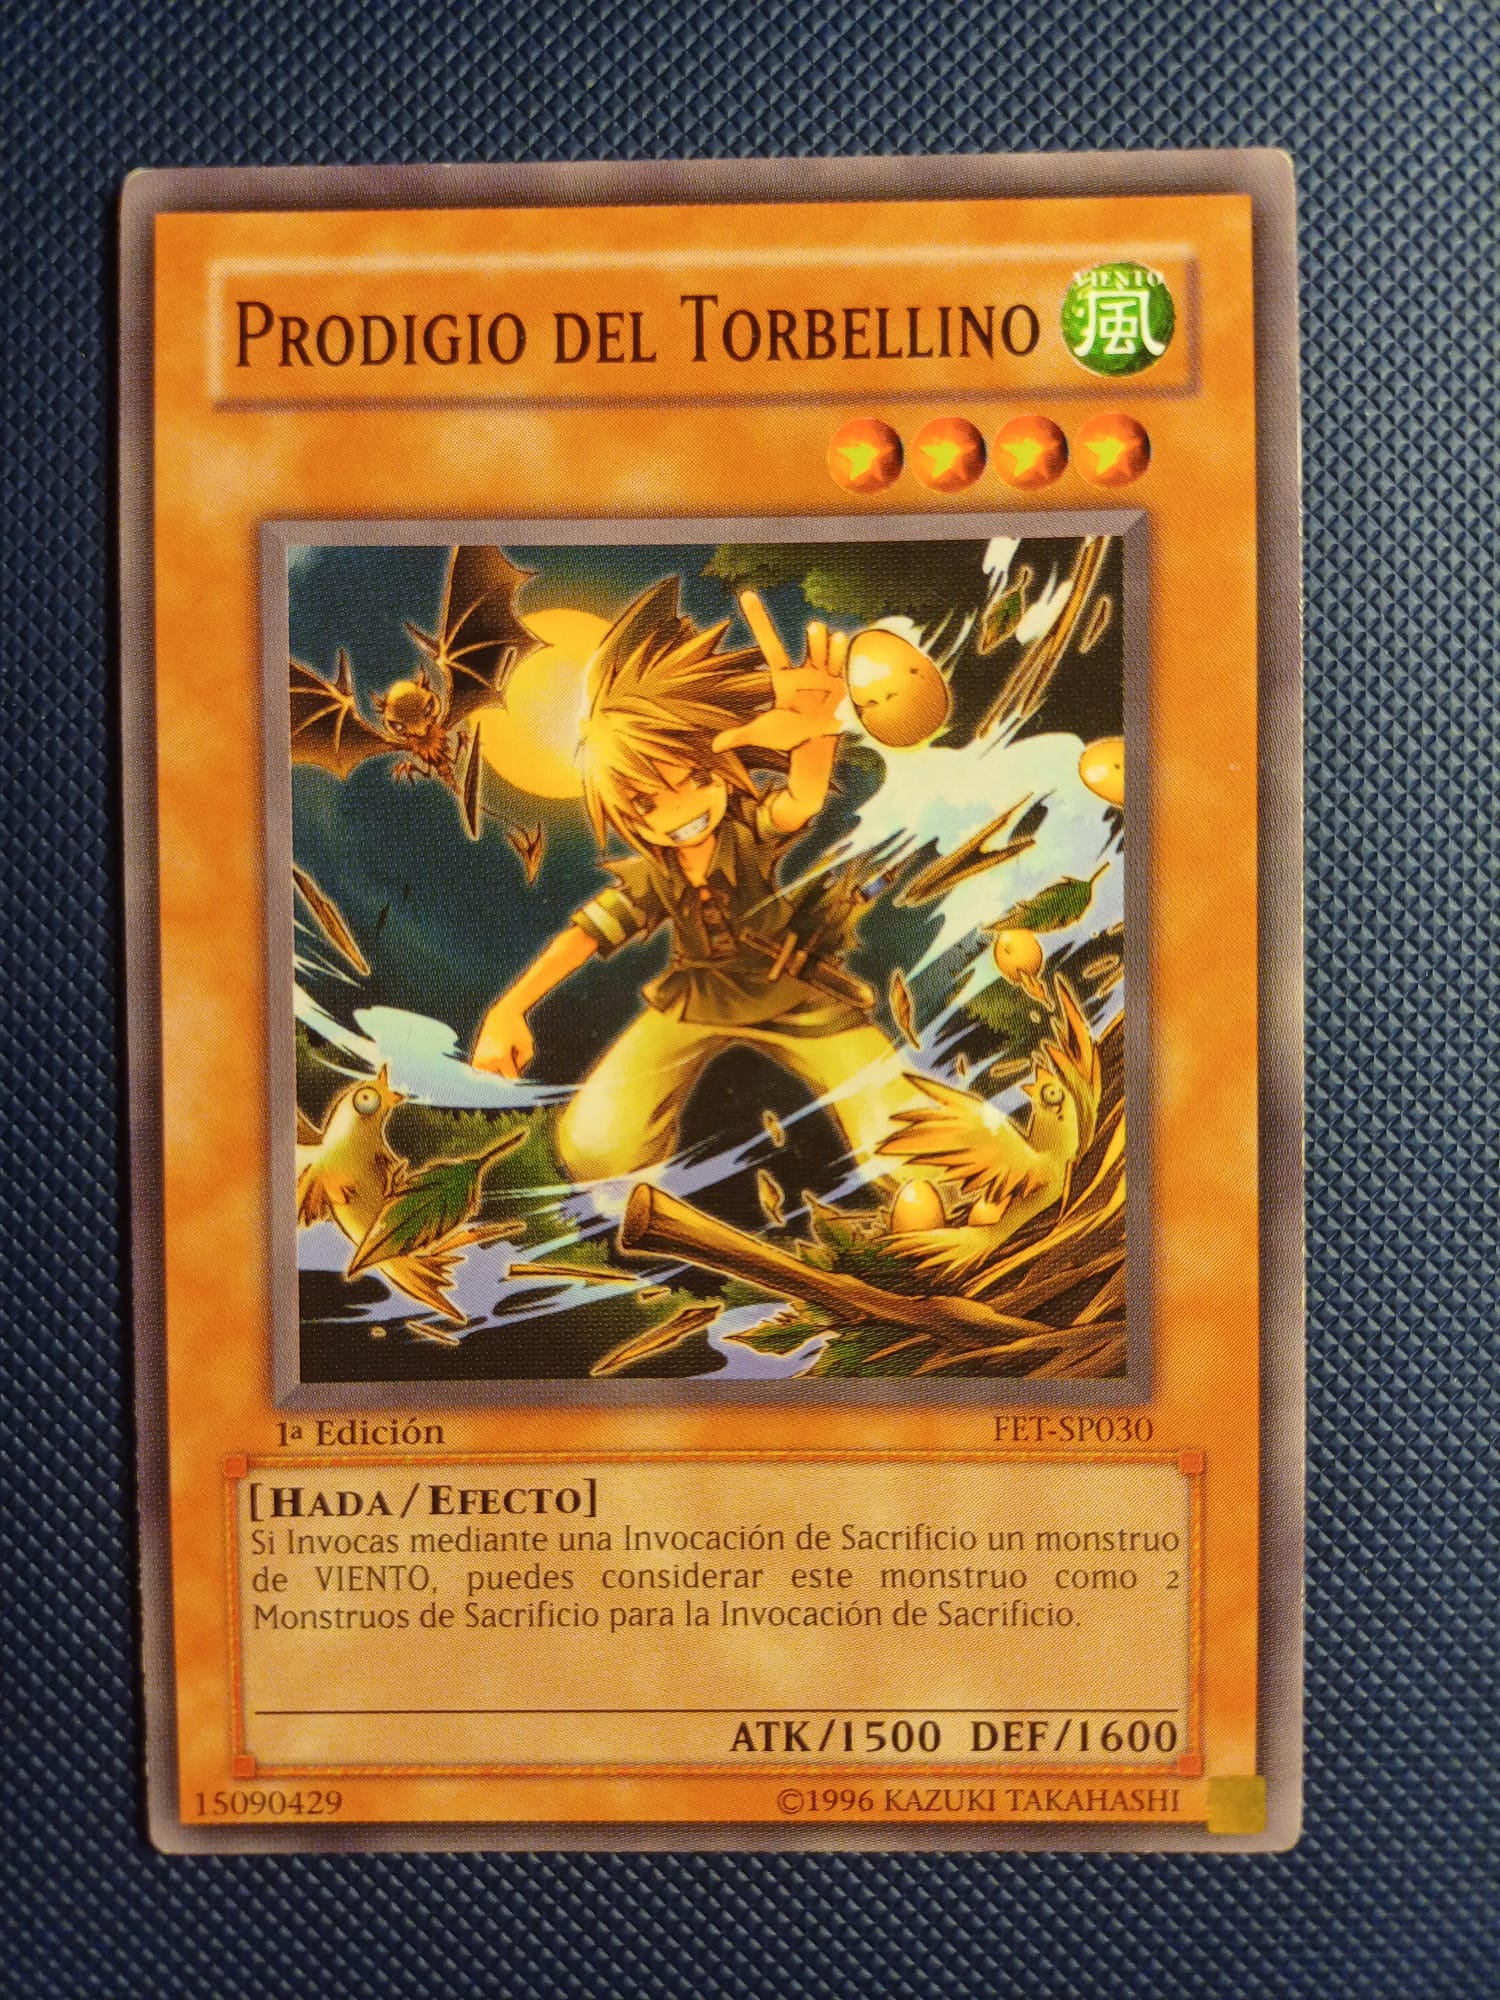 PRODIGIO DEL TORBELLINO
VIENTO
風
1ª Edición
FET-SP030
[HADA/EFECTO]
Si Invocas mediante una Invocación de Sacrificio un monstruo
de VIENTO, puedes considerar este monstruo como 2
Monstruos de Sacrificio para la Invocación de Sacrificio.
ATK/1500 DEF/1600
15090429
©1996 KAZUKI TAKAHASHI